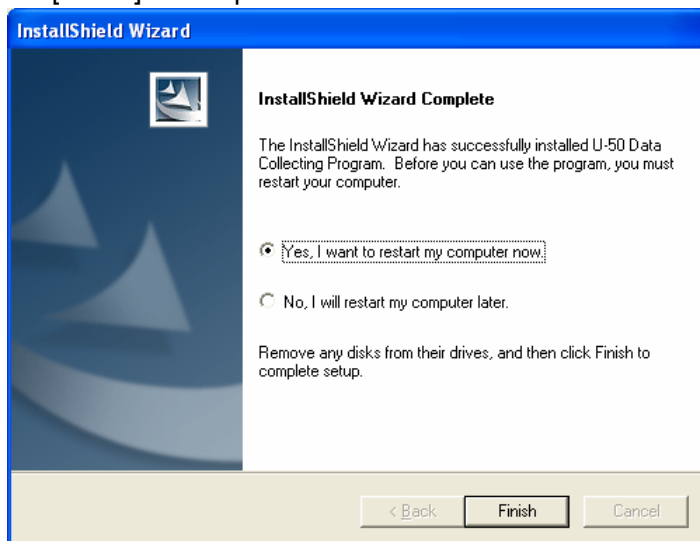 InstallShield Wizard
InstallShield Wizard Complete
The InstallShield Wizard has successfully installed U-50 Data
Collecting Program. Before you can use the program, you must
restart your computer.
Yes, I want to restart my computer now.
No, I will restart my computer later.
Remove any disks from their drives, and then click Finish to
complete setup.
< Back Finish Cancel